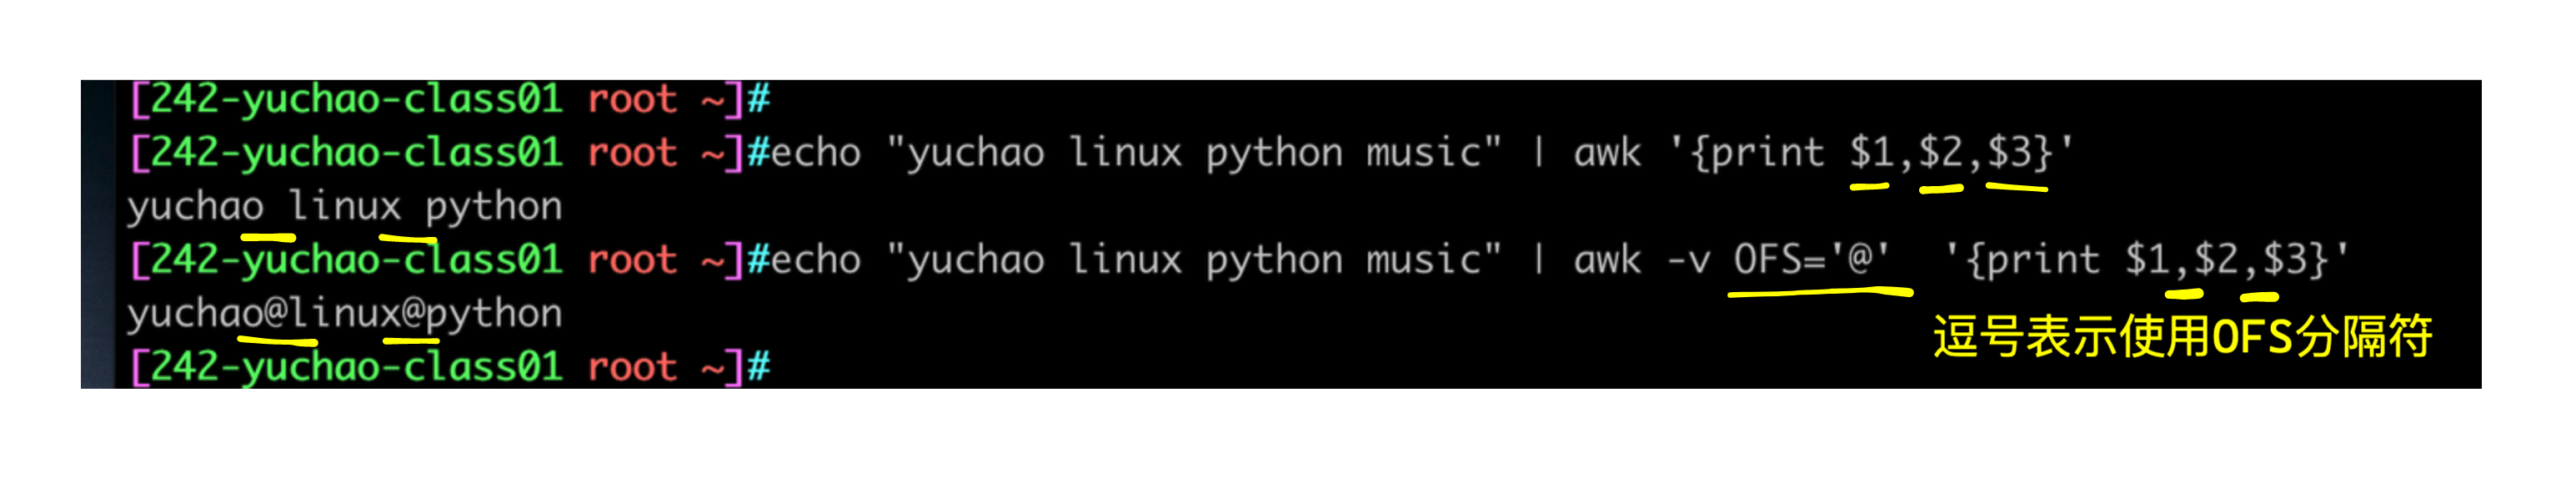 [242-yuchao-class01 root ~]#
[242-yuchao-class01 root ~]#echo "yuchao linux python music" | awk '{print $1,$2,$3}'
yuchao linux python
[242-yuchao-class01 root ~]#echo "yuchao linux python music" | awk -v OFS='@'  '{print $1,$2,$3}'
yuchao@linux@python
逗号表示使用OFS分隔符
[242-yuchao-class01 root ~]#